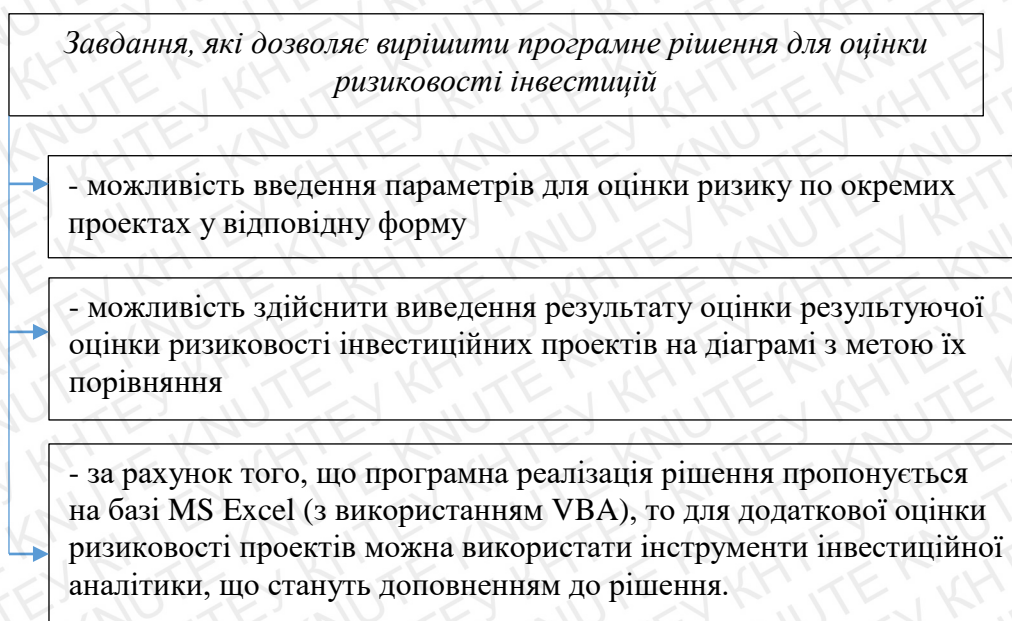 Завдання, які дозволяє вирішити програмне рішення для оцінки
ризиковості інвестицій
- можливість введення параметрів для оцінки ризику по окремих
проектах у відповідну форму
- можливість здійснити виведення результату оцінки результуючої
оцінки ризиковості інвестиційних проектів на діаграмі з метою їх
порівняння
- за рахунок того, що програмна реалізація рішення пропонується
на базі MS Excel (з використанням VBA), то для додаткової оцінки
ризиковості проектів можна використати інструменти інвестиційної
аналітики, що стануть доповненням до рішення.